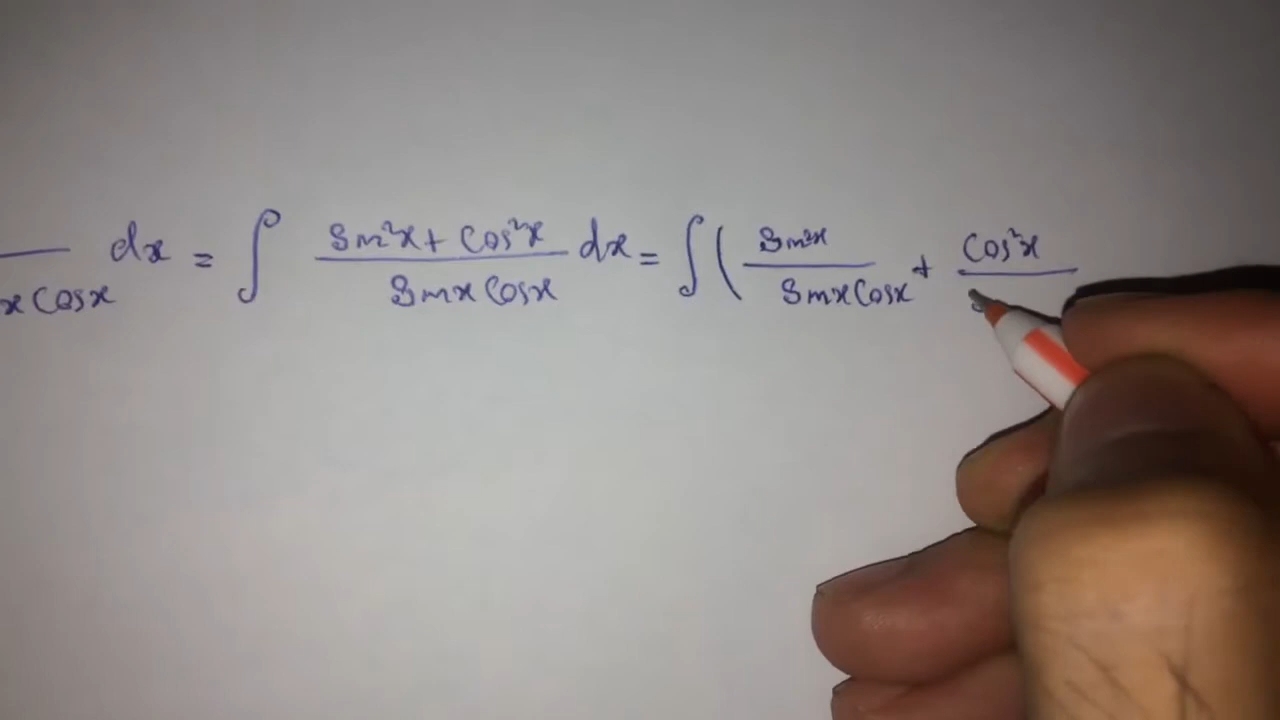 dx = ∫ sin²x + cos²x / sinx cosx dx = ∫ ( sin²x / sinx cosx + cos²x /
x cosx